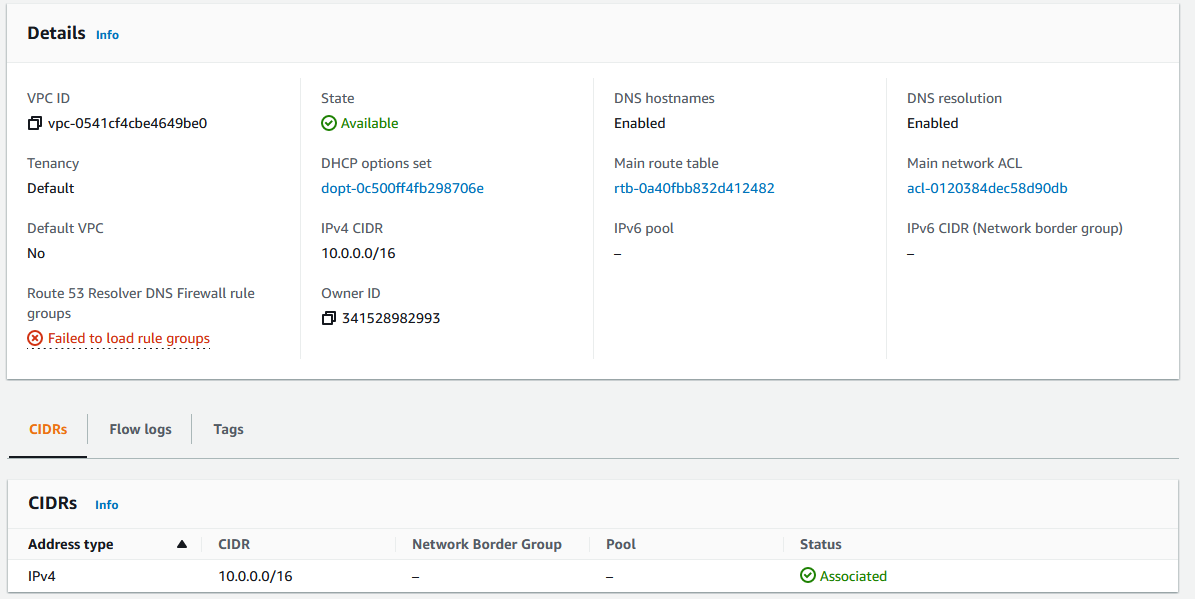 Details Info
VPC ID
vpc-0541cf4cbe4649be0
State
Available
DNS hostnames
Enabled
DNS resolution
Enabled
Tenancy
Default
DHCP options set
dopt-0c500ff4fb298706e
Main route table
rtb-0a40fbb832d412482
Main network ACL
acl-0120384dec58d90db
Default VPC
No
IPv4 CIDR
10.0.0.0/16
IPv6 pool
–
IPv6 CIDR (Network border group)
–
Route 53 Resolver DNS Firewall rule
groups
Failed to load rule groups
Owner ID
341528982993
CIDRs Flow logs Tags
CIDRs Info
Address type CIDR Network Border Group Pool Status
IPv4 10.0.0.0/16 – – Associated